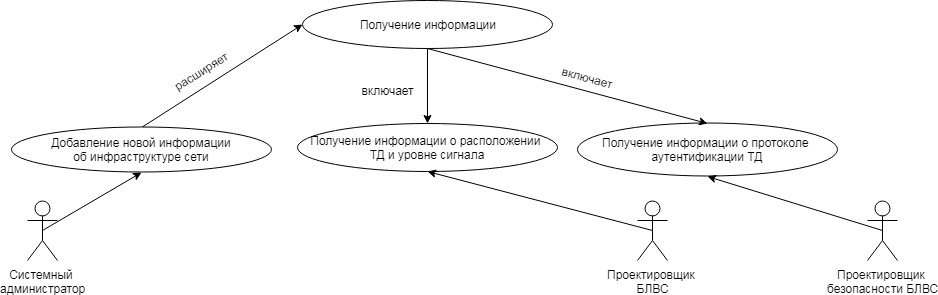 Получение информации
расширяет
включает
включает
Добавление новой информации
об инфраструктуре сети
Получение информации о расположении
ТД и уровне сигнала
Получение информации о протоколе
аутентификации ТД
Системный
администратор
Проектировщик
БЛВС
Проектировщик
безопасности БЛВС